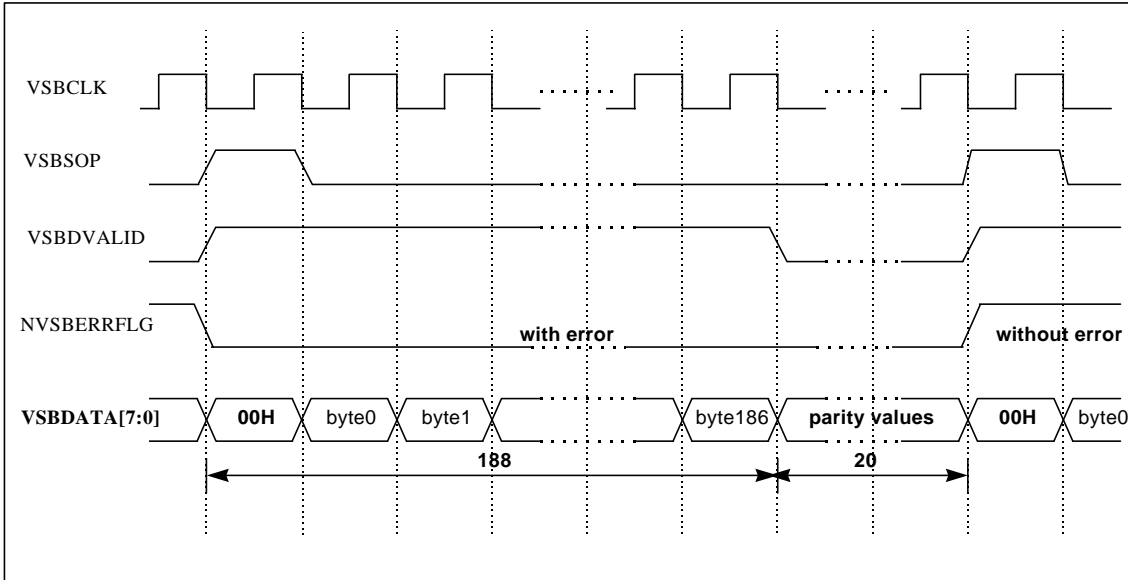 VSBCLK
VSBSOP
VSBDVALID
NVSBERRFLG
with error
without error
VSBDATA[7:0]
00H
byte0
byte1
byte186
parity values
00H
byte0
188
20